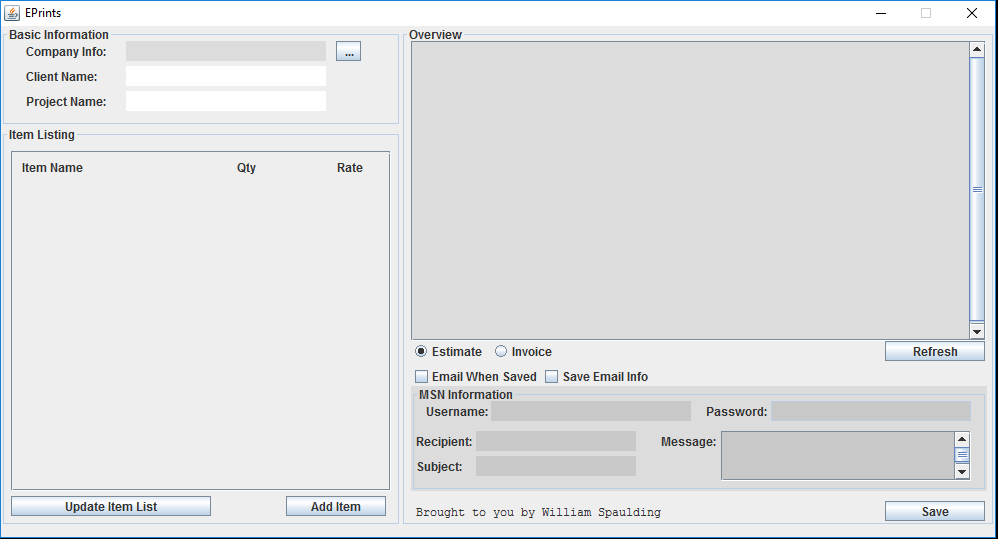 EPrints
Basic Information
Company Info: ...
Client Name:
Project Name:
Item Listing
Item Name Qty Rate
Update Item List Add Item
Overview
Estimate Invoice Refresh
Email When Saved Save Email Info
MSN Information
Username: Password:
Recipient: Message:
Subject:
Brought to you by William Spaulding Save